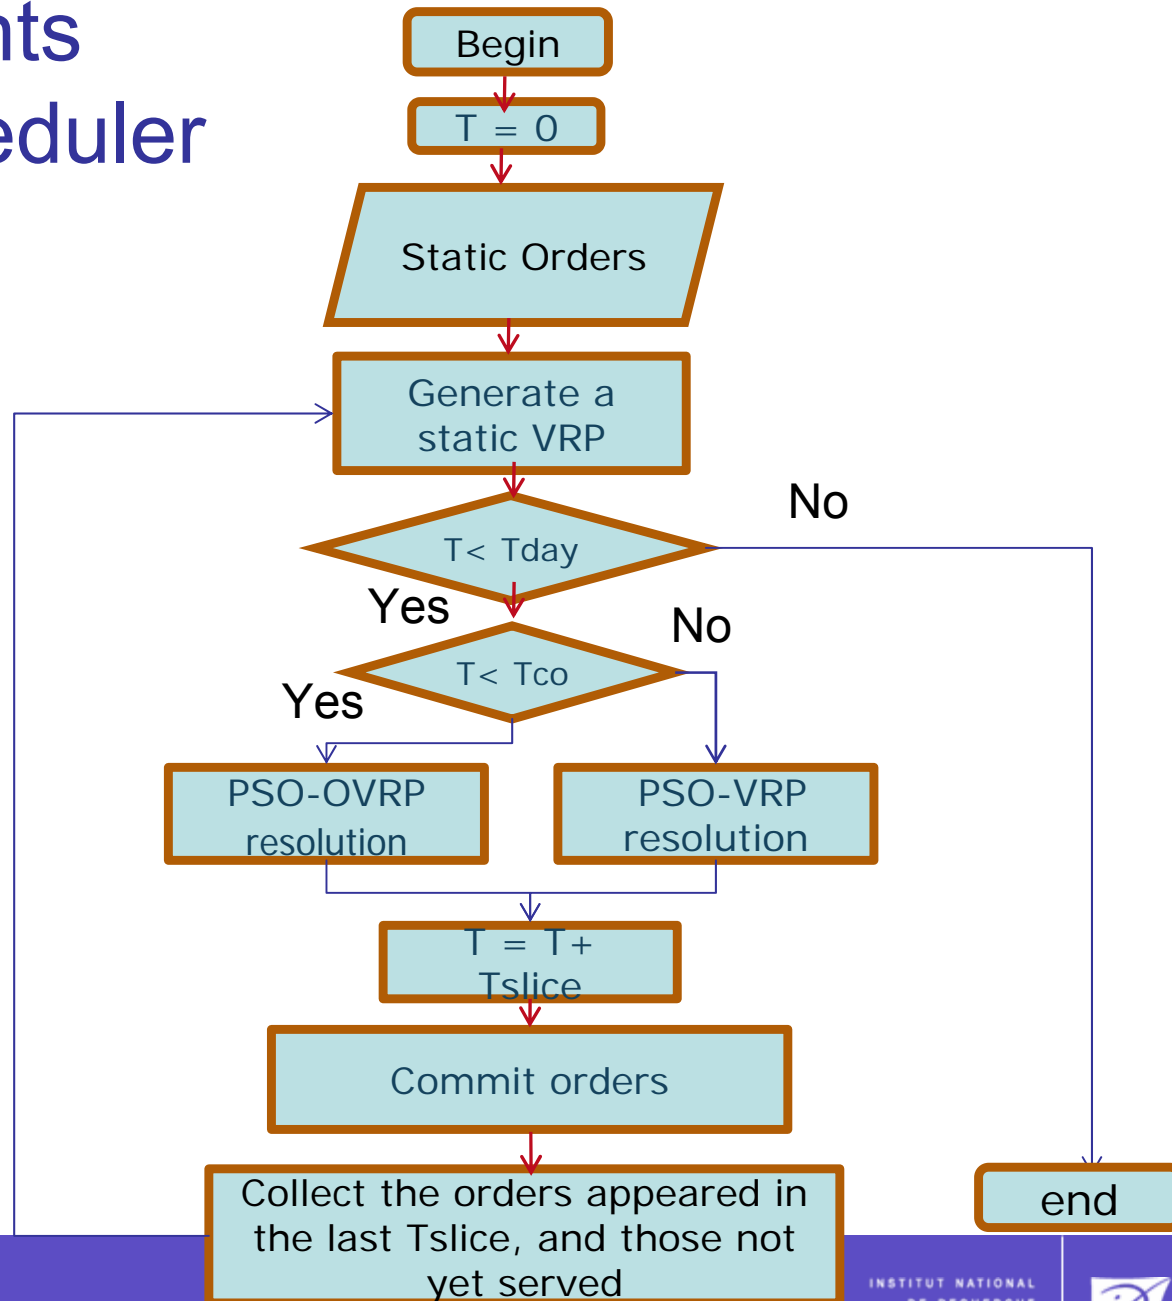 Begin
T = 0
Static Orders
Generate a
static VRP
No
T< Tday
Yes
No
T< Tco
Yes
PSO-OVRP
resolution
PSO-VRP
resolution
T = T+
Tslice
Commit orders
Collect the orders appeared in
the last Tslice, and those not
yet served
end
INSTITUT NATIONAL
DE RECHERCHE